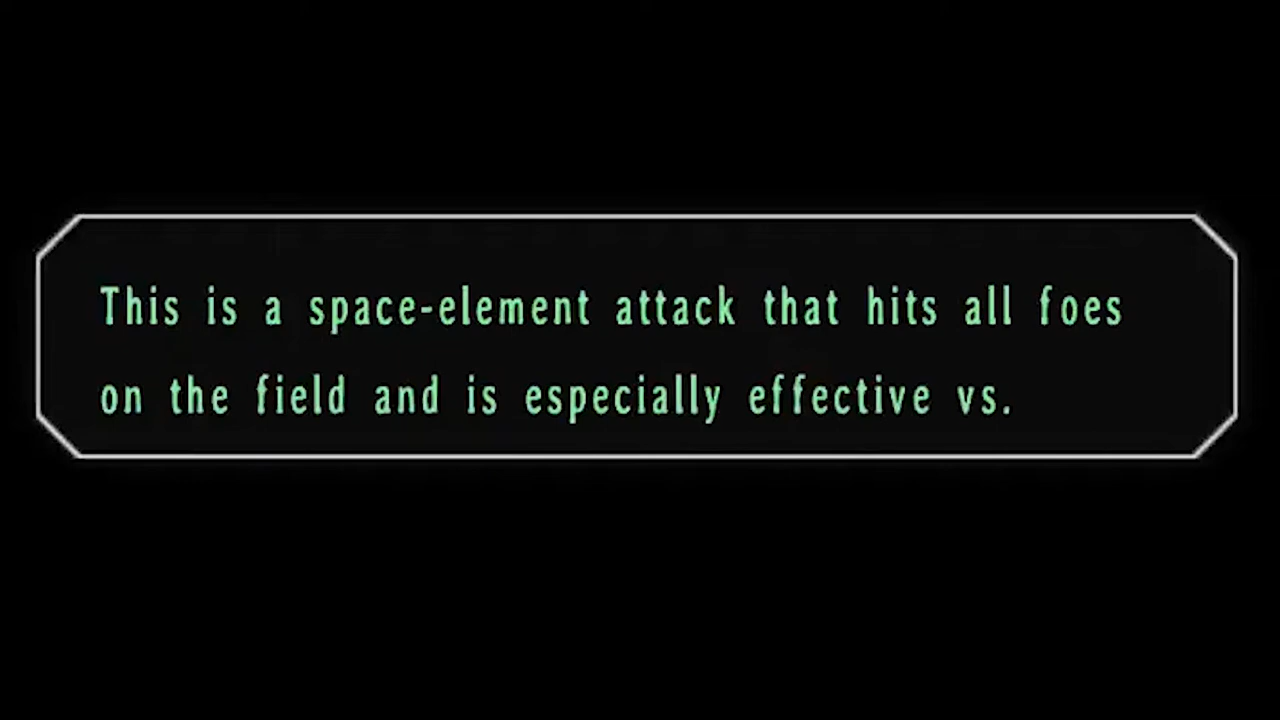 This is a space-element attack that hits all foes
on the field and is especially effective vs.